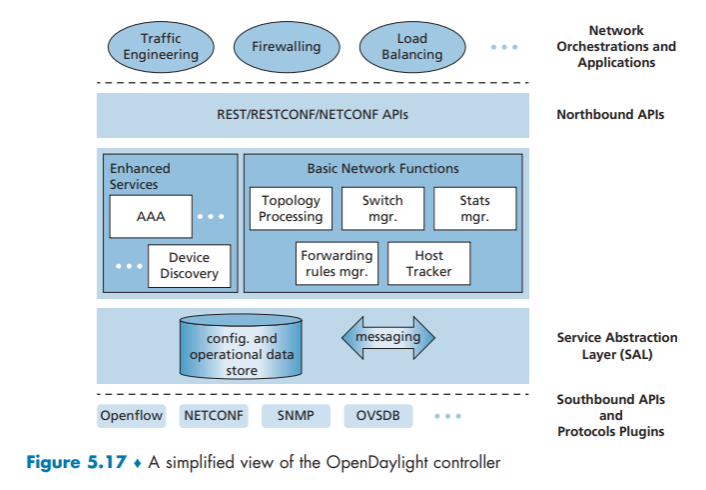 Traffic
Engineering
Firewalling
Load
Balancing
Network
Orchestrations and
Applications
REST/RESTCONF/NETCONF APIs
Northbound APIs
Enhanced
Services
AAA
Device
Discovery
Basic Network Functions
Topology
Processing
Switch
mgr.
Stats
mgr.
Forwarding
rules mgr.
Host
Tracker
config. and
operational data
store
messaging
Service Abstraction
Layer (SAL)
Openflow
NETCONF
SNMP
OVSDB
Southbound APIs
and
Protocols Plugins
Figure 5.17 ♦ A simplified view of the OpenDaylight controller